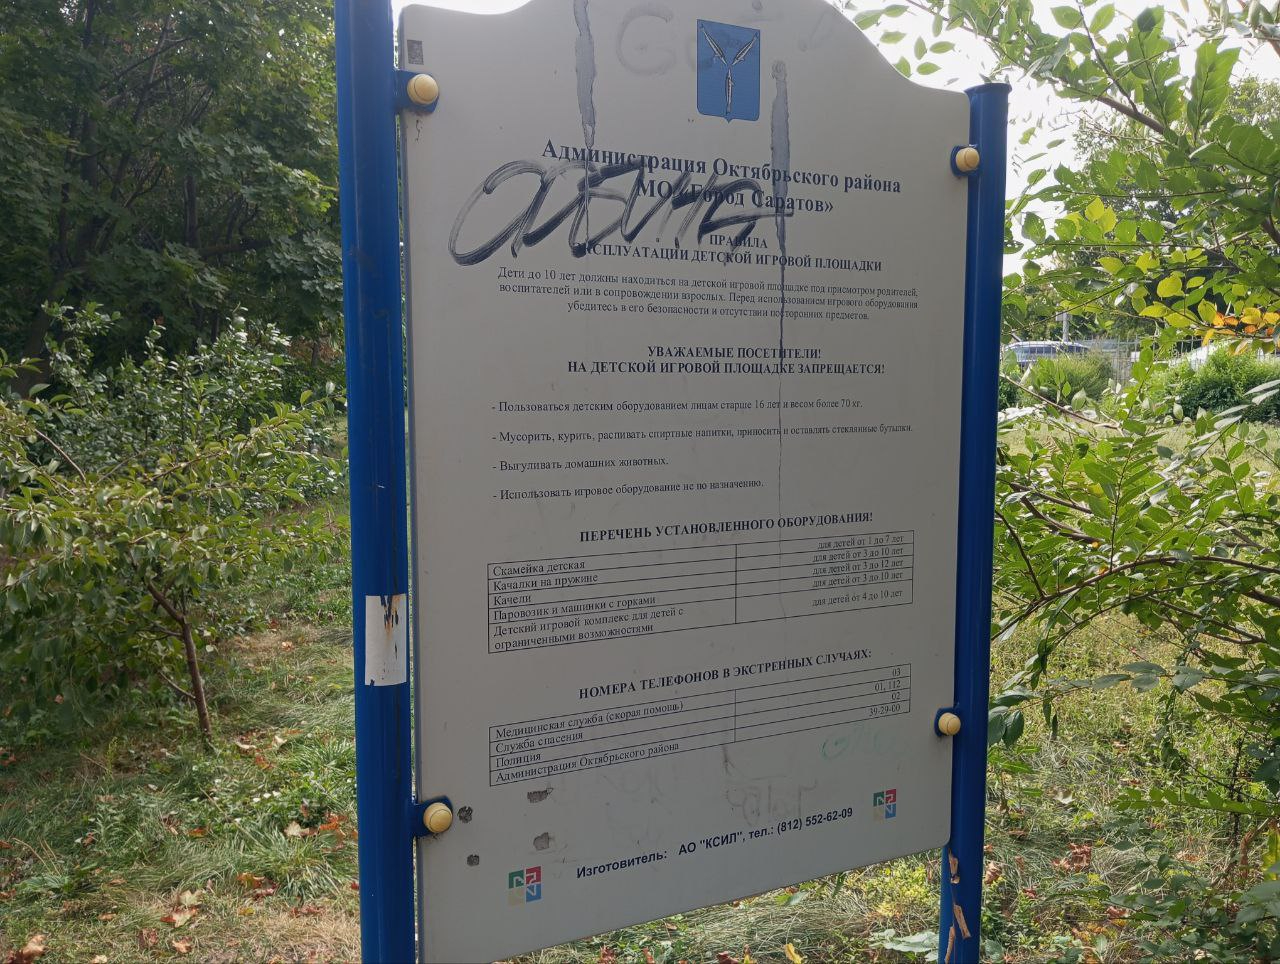 Администрация Октябрьского района
МО «Город Саратов»
ПРАВИЛА
ЭКСПЛУАТАЦИИ ДЕТСКОЙ ИГРОВОЙ ПЛОЩАДКИ
Дети до 10 лет должны находиться на детской игровой площадке под присмотром родителей,
воспитателей или в сопровождении взрослых. Перед использованием игрового оборудования
убедитесь в его безопасности и отсутствии посторонних предметов.
УВАЖАЕМЫЕ ПОСЕТИТЕЛИ!
НА ДЕТСКОЙ ИГРОВОЙ ПЛОЩАДКЕ ЗАПРЕЩАЕТСЯ!
- Пользоваться детским оборудованием лицам старше 16 лет и весом более 70 кг.
- Мусорить, курить, распивать спиртные напитки, приносить и оставлять стеклянные бутылки.
- Выгуливать домашних животных.
- Использовать игровое оборудование не по назначению.
ПЕРЕЧЕНЬ УСТАНОВЛЕННОГО ОБОРУДОВАНИЯ!
Скамейка детская для детей от 1 до 7 лет
Качалки на пружине для детей от 3 до 10 лет
Качели для детей от 3 до 12 лет
Паровозик и машинки с горками для детей от 3 до 10 лет
Детский игровой комплекс для детей с для детей от 4 до 10 лет
ограниченными возможностями
НОМЕРА ТЕЛЕФОНОВ В ЭКСТРЕННЫХ СЛУЧАЯХ:
Медицинская служба (скорая помощь) 03
Служба спасения 01, 112
Полиция 02
Администрация Октябрьского района 39-29-00
Изготовитель: АО "КСИЛ", тел.: (812) 552-62-09